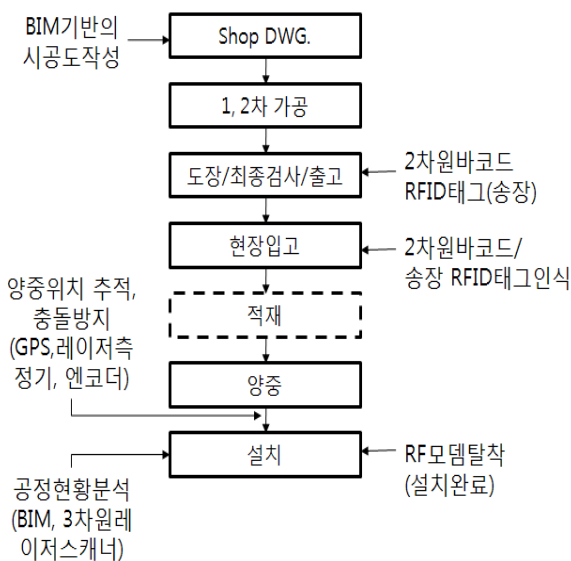 BIM기반의
시공도작성
Shop DWG.
1, 2차 가공
도장/최종검사/출고
2차원바코드
RFID태그(송장)
현장입고
2차원바코드/
송장 RFID태그인식
적재
양중위치 추적,
충돌방지
(GPS,레이저측
정기, 엔코더)
양중
설치
RF모뎀탈착
(설치완료)
공정현황분석
(BIM, 3차원레
이저스캐너)